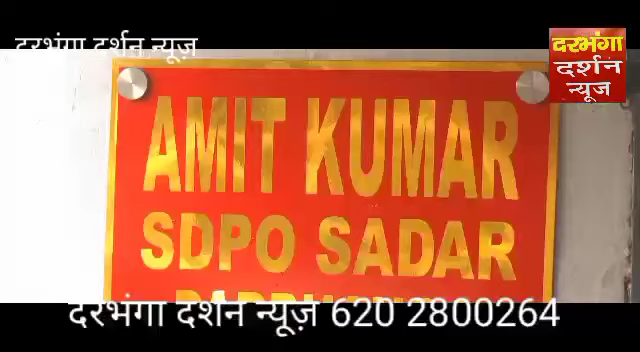 दरभंगा दर्शन न्यूज़
दरभंगा
दर्शन
न्यूज
AMIT KUMAR
SDPO SADAR
दरभंगा दर्शन न्यूज़ 620 2800264